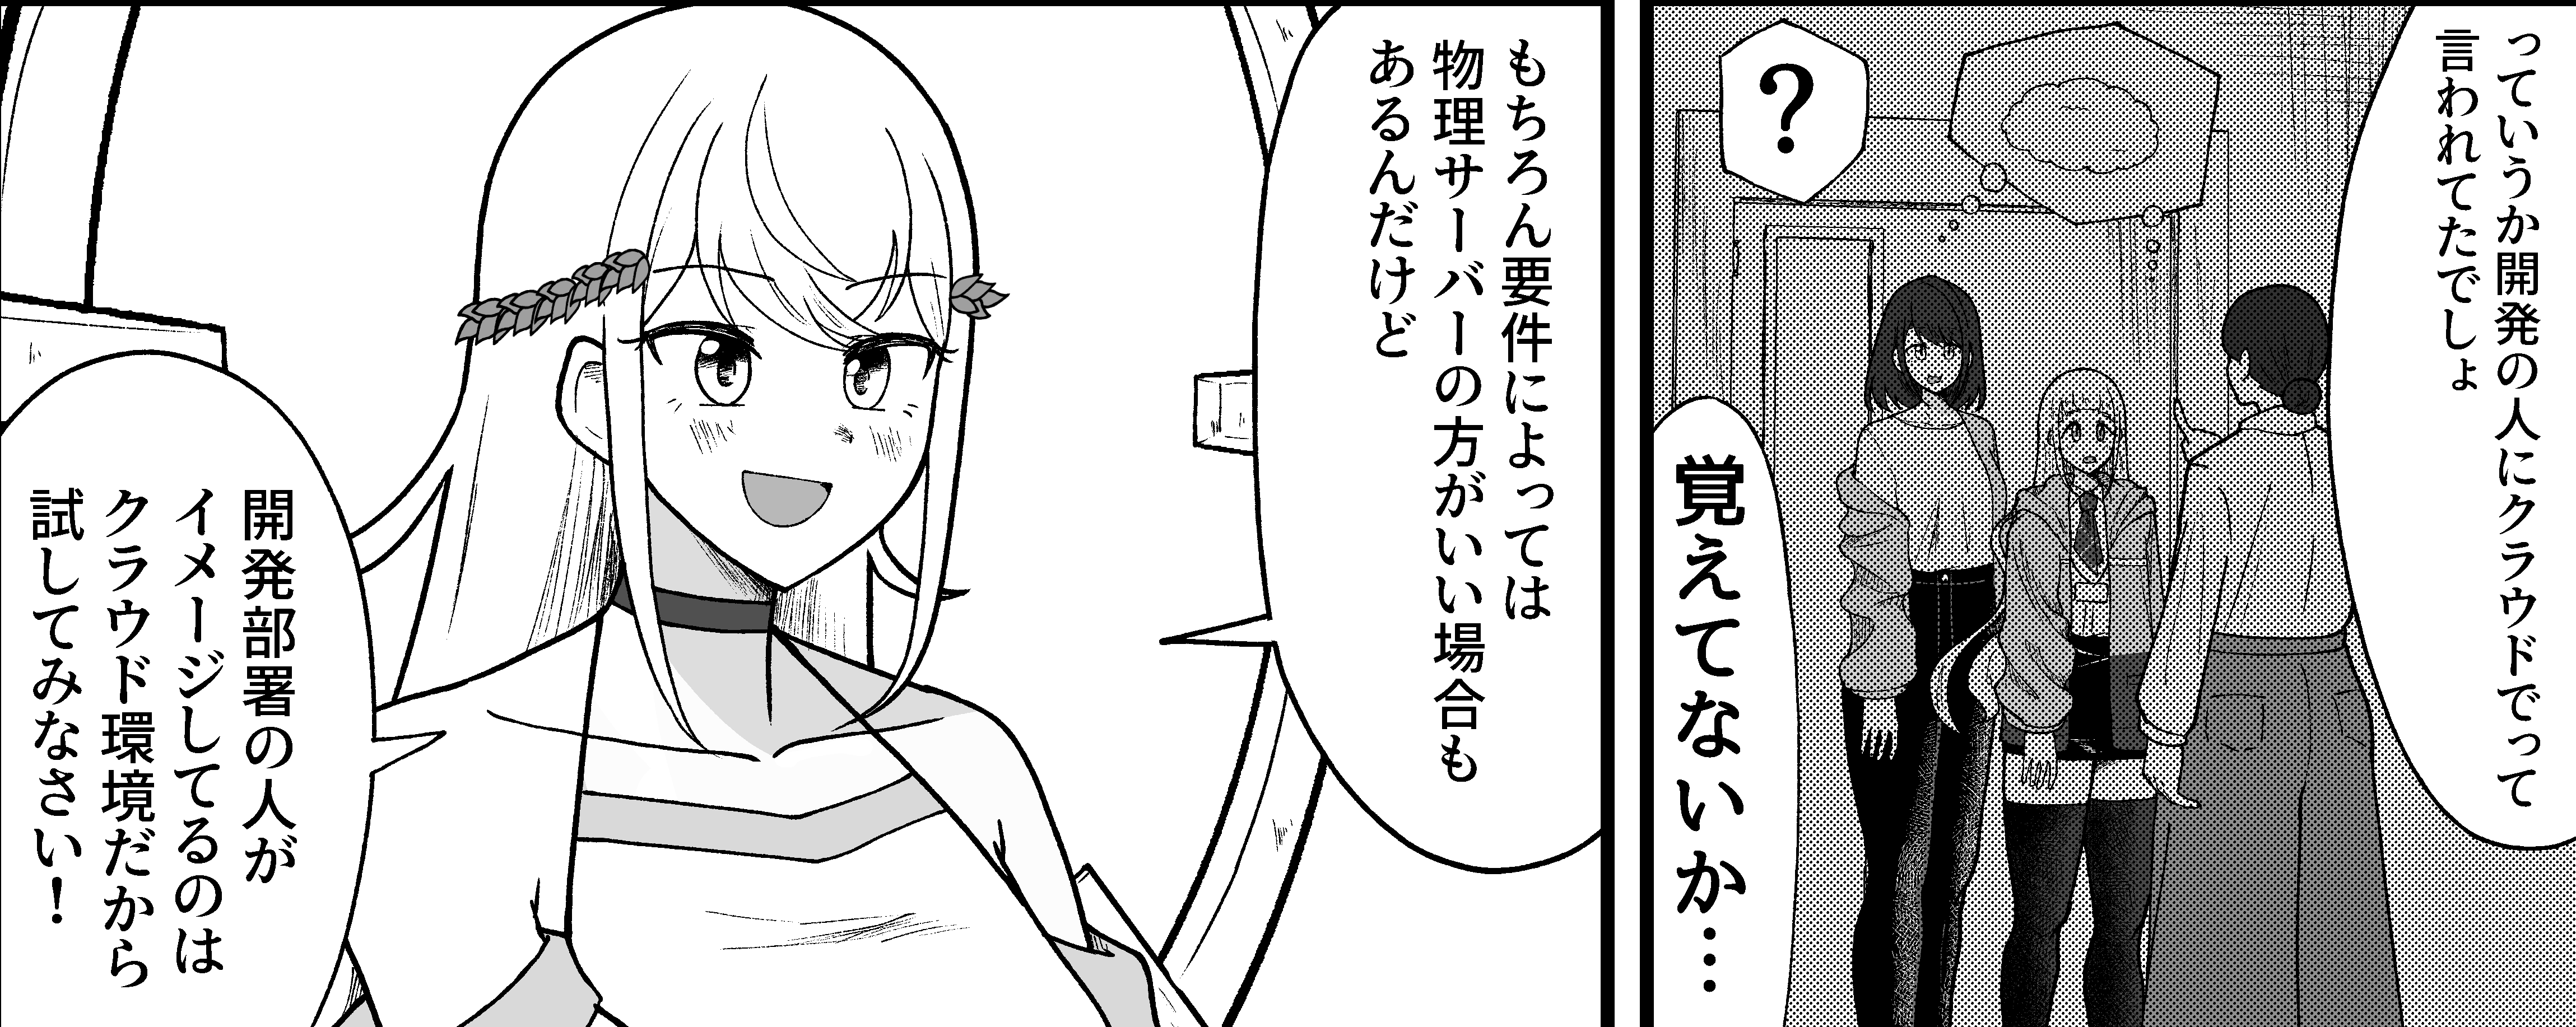 っていうか開発の人にクラウドでって
言われてたでしょ
?
覚えてないか…
もちろん要件によっては
物理サーバーの方がいい場合も
あるんだけど
開発部署の人が
イメージしてるのは
クラウド環境だから
試してみなさい!